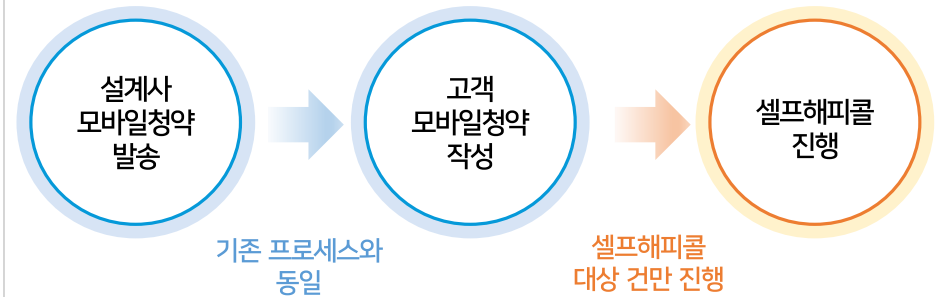 설계사
모바일청약
발송
고객
모바일청약
작성
셀프해피콜
진행
기존 프로세스와
동일
셀프해피콜
대상 건만 진행